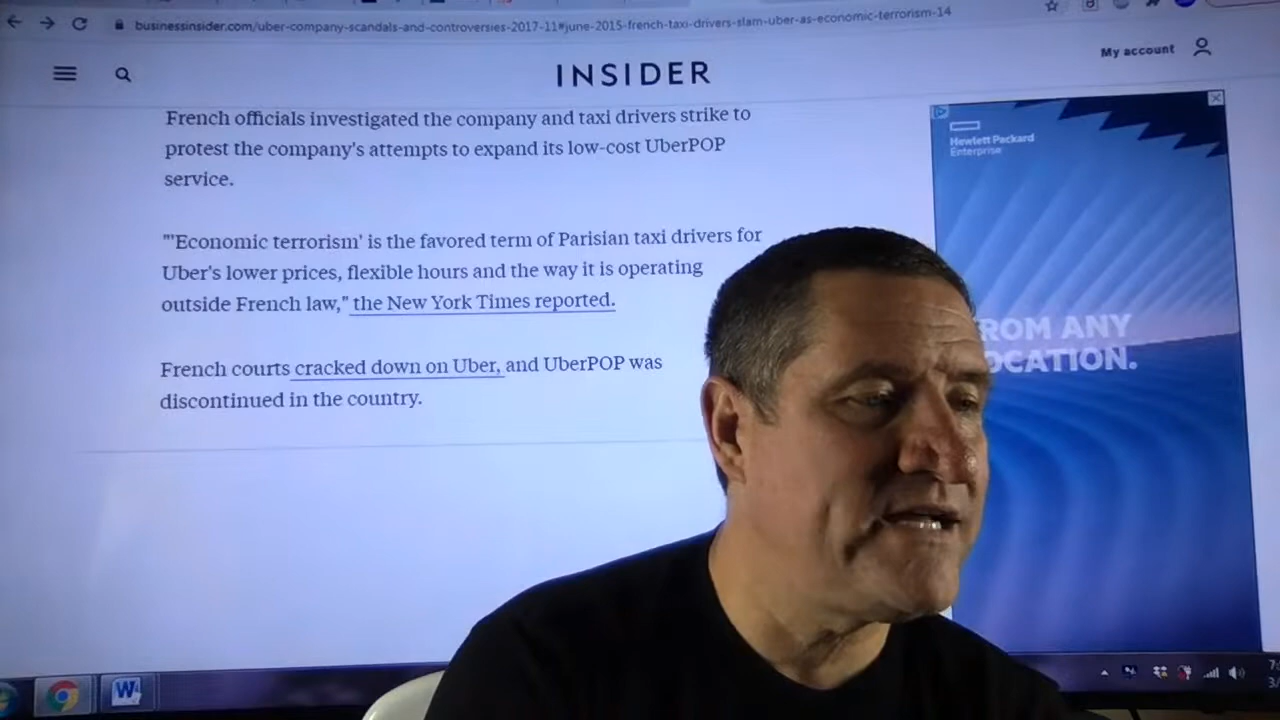 businessinsider.com/uber-company-scandals-and-controversies-2017-11#june-2015-french-taxi-drivers-slam-uber-as-economic-terrorism-14
INSIDER
My account
French officials investigated the company and taxi drivers strike to
protest the company's attempts to expand its low-cost UberPOP
service.
"'Economic terrorism' is the favored term of Parisian taxi drivers for
Uber's lower prices, flexible hours and the way it is operating
outside French law," the New York Times reported.
French courts cracked down on Uber, and UberPOP was
discontinued in the country.
Hewlett Packard
Enterprise
ROM ANY
OCATION.
W